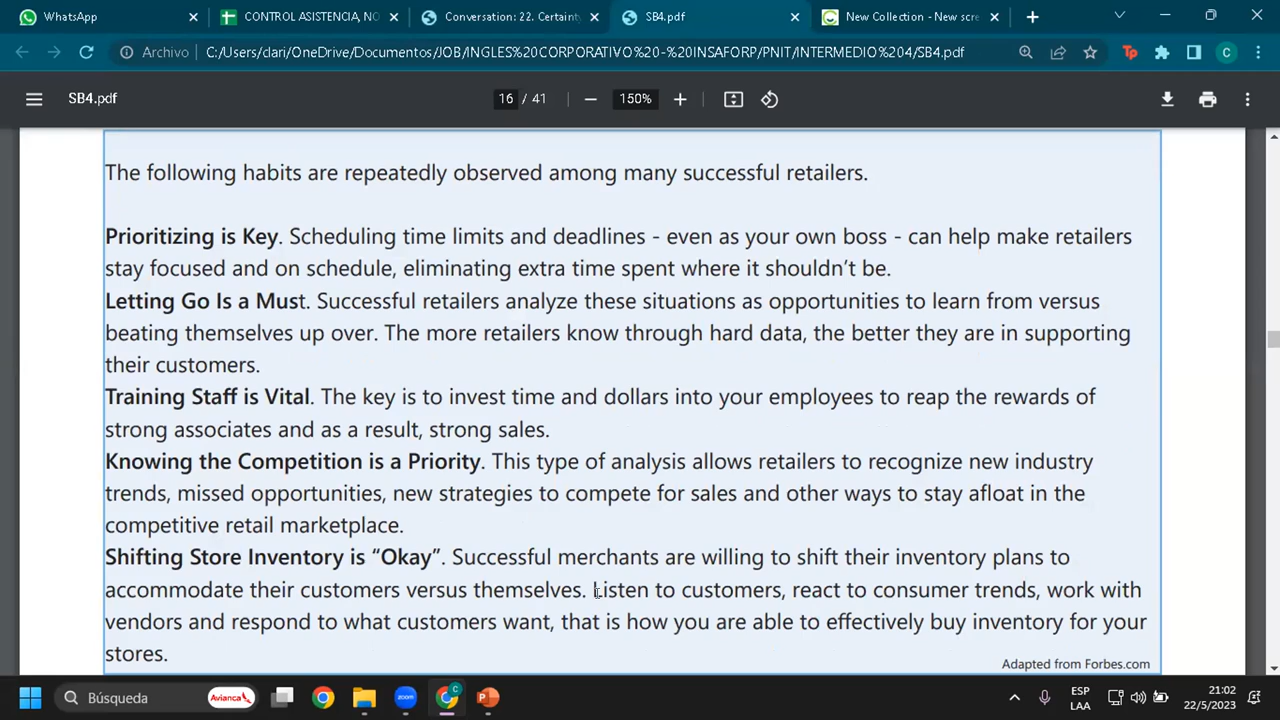 WhatsApp
CONTROL ASISTENCIA, NO
Conversation: 22. Certaint
SB4.pdf
New Collection - New scre
Archivo
C:/Users/clari/OneDrive/Documentos/JOB/INGLES%20CORPORATIVO%20-%20INSAFORP/PNIT/INTERMEDIO%204/SB4.pdf
C
SB4.pdf
16 / 41
150%
The following habits are repeatedly observed among many successful retailers.
Prioritizing is Key. Scheduling time limits and deadlines - even as your own boss - can help make retailers
stay focused and on schedule, eliminating extra time spent where it shouldn't be.
Letting Go Is a Must. Successful retailers analyze these situations as opportunities to learn from versus
beating themselves up over. The more retailers know through hard data, the better they are in supporting
their customers.
Training Staff is Vital. The key is to invest time and dollars into your employees to reap the rewards of
strong associates and as a result, strong sales.
Knowing the Competition is a Priority. This type of analysis allows retailers to recognize new industry
trends, missed opportunities, new strategies to compete for sales and other ways to stay afloat in the
competitive retail marketplace.
Shifting Store Inventory is “Okay”. Successful merchants are willing to shift their inventory plans to
accommodate their customers versus themselves. Listen to customers, react to consumer trends, work with
vendors and respond to what customers want, that is how you are able to effectively buy inventory for your
stores.
Adapted from Forbes.com
Búsqueda
Avianca
ESP
LAA
21:02
22/5/2023